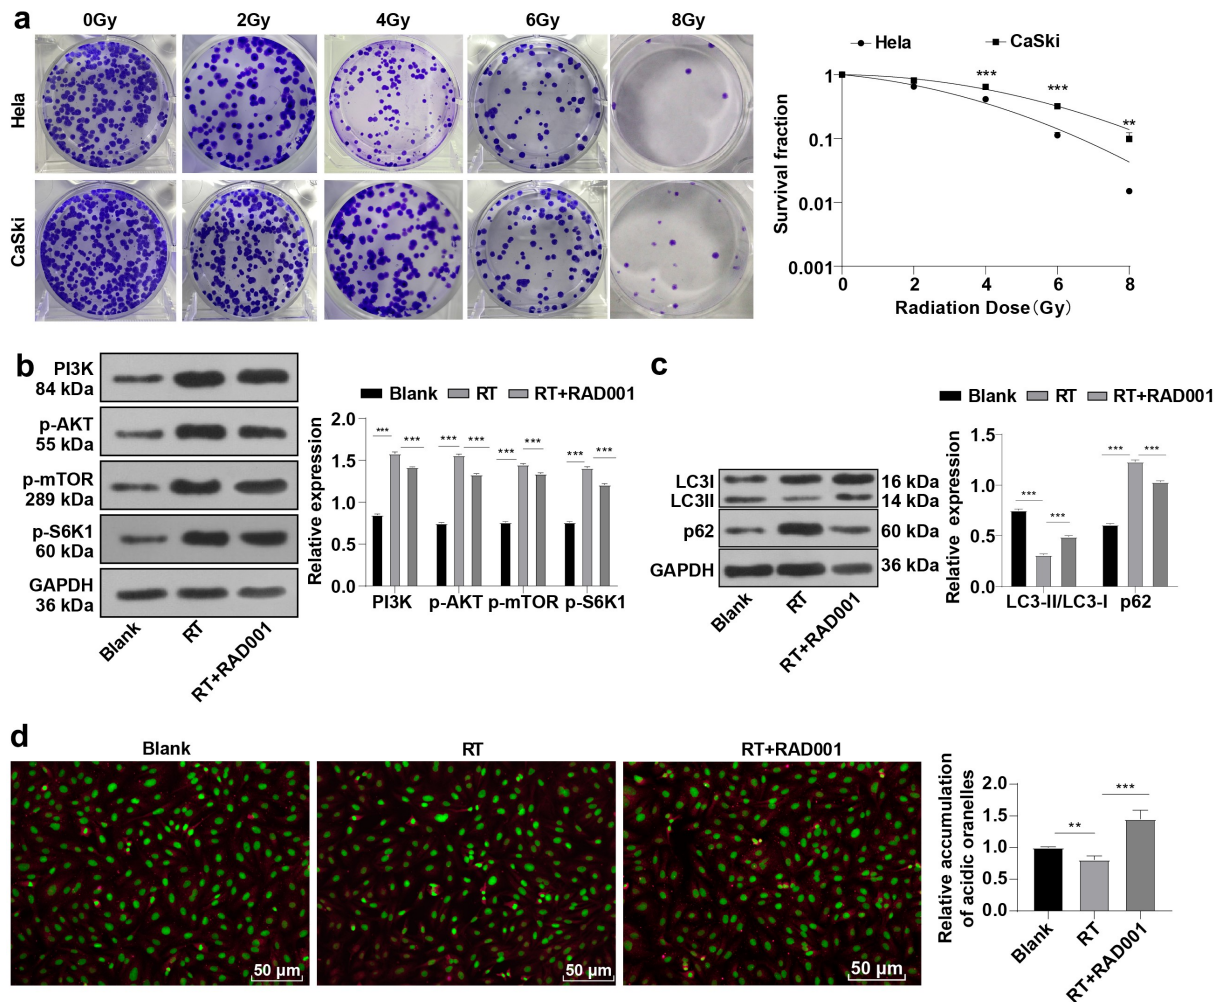 a
0Gy 2Gy 4Gy 6Gy 8Gy
Hela
CaSki
Hela CaSki
Survival fraction
1
0.1
0.01
0.001
*** *** **
0 2 4 6 8
Radiation Dose(Gy)
b
PI3K
84 kDa
p-AKT
55 kDa
p-mTOR
289 kDa
p-S6K1
60 kDa
GAPDH
36 kDa
Blank RT RT+RAD001
Blank RT RT+RAD001
Relative expression
2.0
1.5
1.0
0.5
0.0
*** *** *** *** *** *** *** ***
PI3K p-AKT p-mTOR p-S6K1
c
LC3I 16 kDa
LC3II 14 kDa
p62 60 kDa
GAPDH 36 kDa
Blank RT RT+RAD001
Blank RT RT+RAD001
Relative expression
1.5
1.0
0.5
0.0
*** *** *** ***
LC3-II/LC3-I p62
d
Blank RT RT+RAD001
50 µm 50 µm 50 µm
Relative accumulation
of acidic organelles
2.0
1.5
1.0
0.5
0.0
** ***
Blank RT RT+RAD001